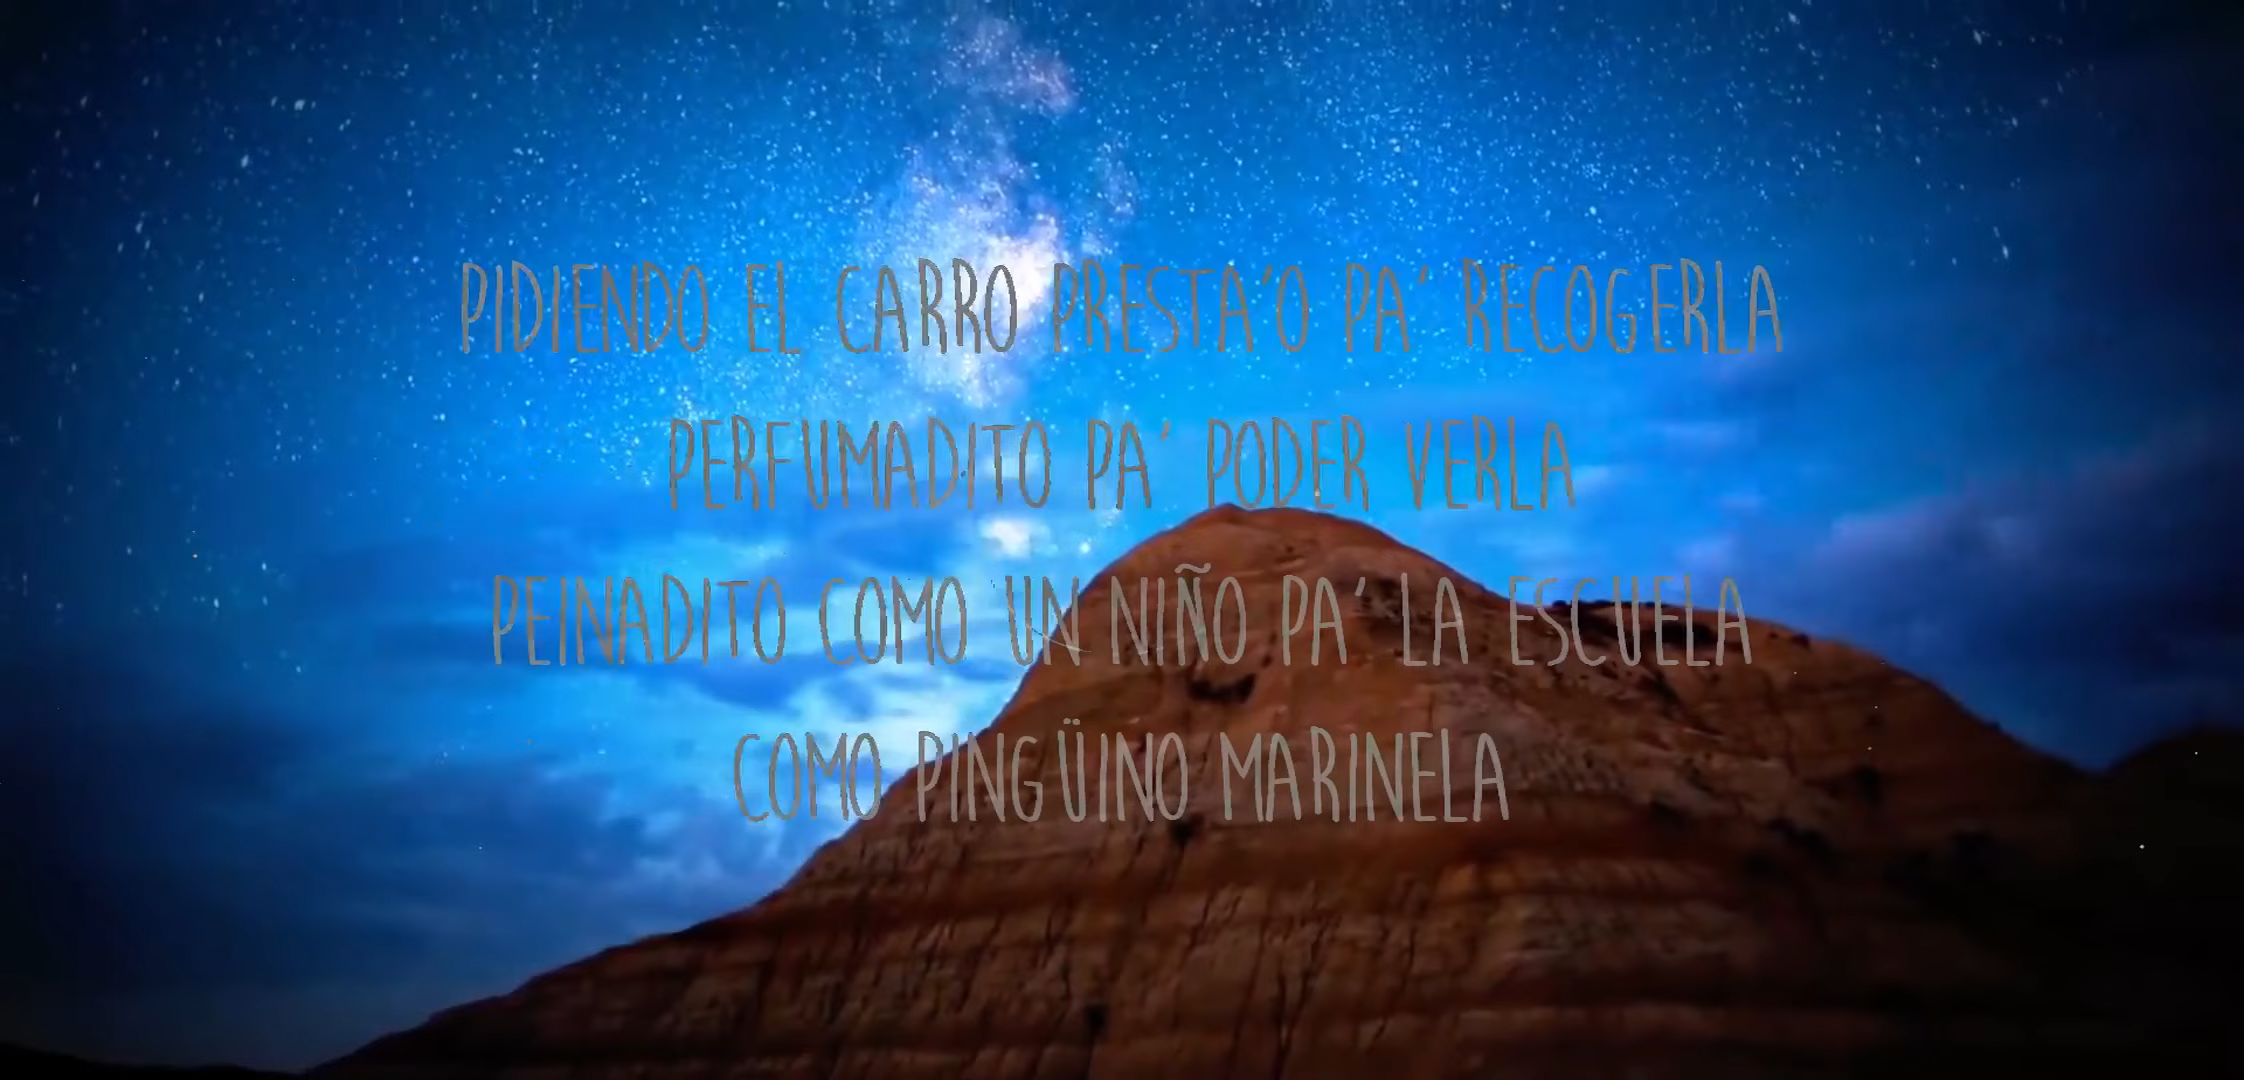 PIDIENDO EL CARRO PRESTA'O PA' RECOGERLA
PERFUMADITO PA' PODER VERLA
PEINADITO COMO UN NIÑO PA' LA ESCUELA
COMO PINGÜINO MARINELA